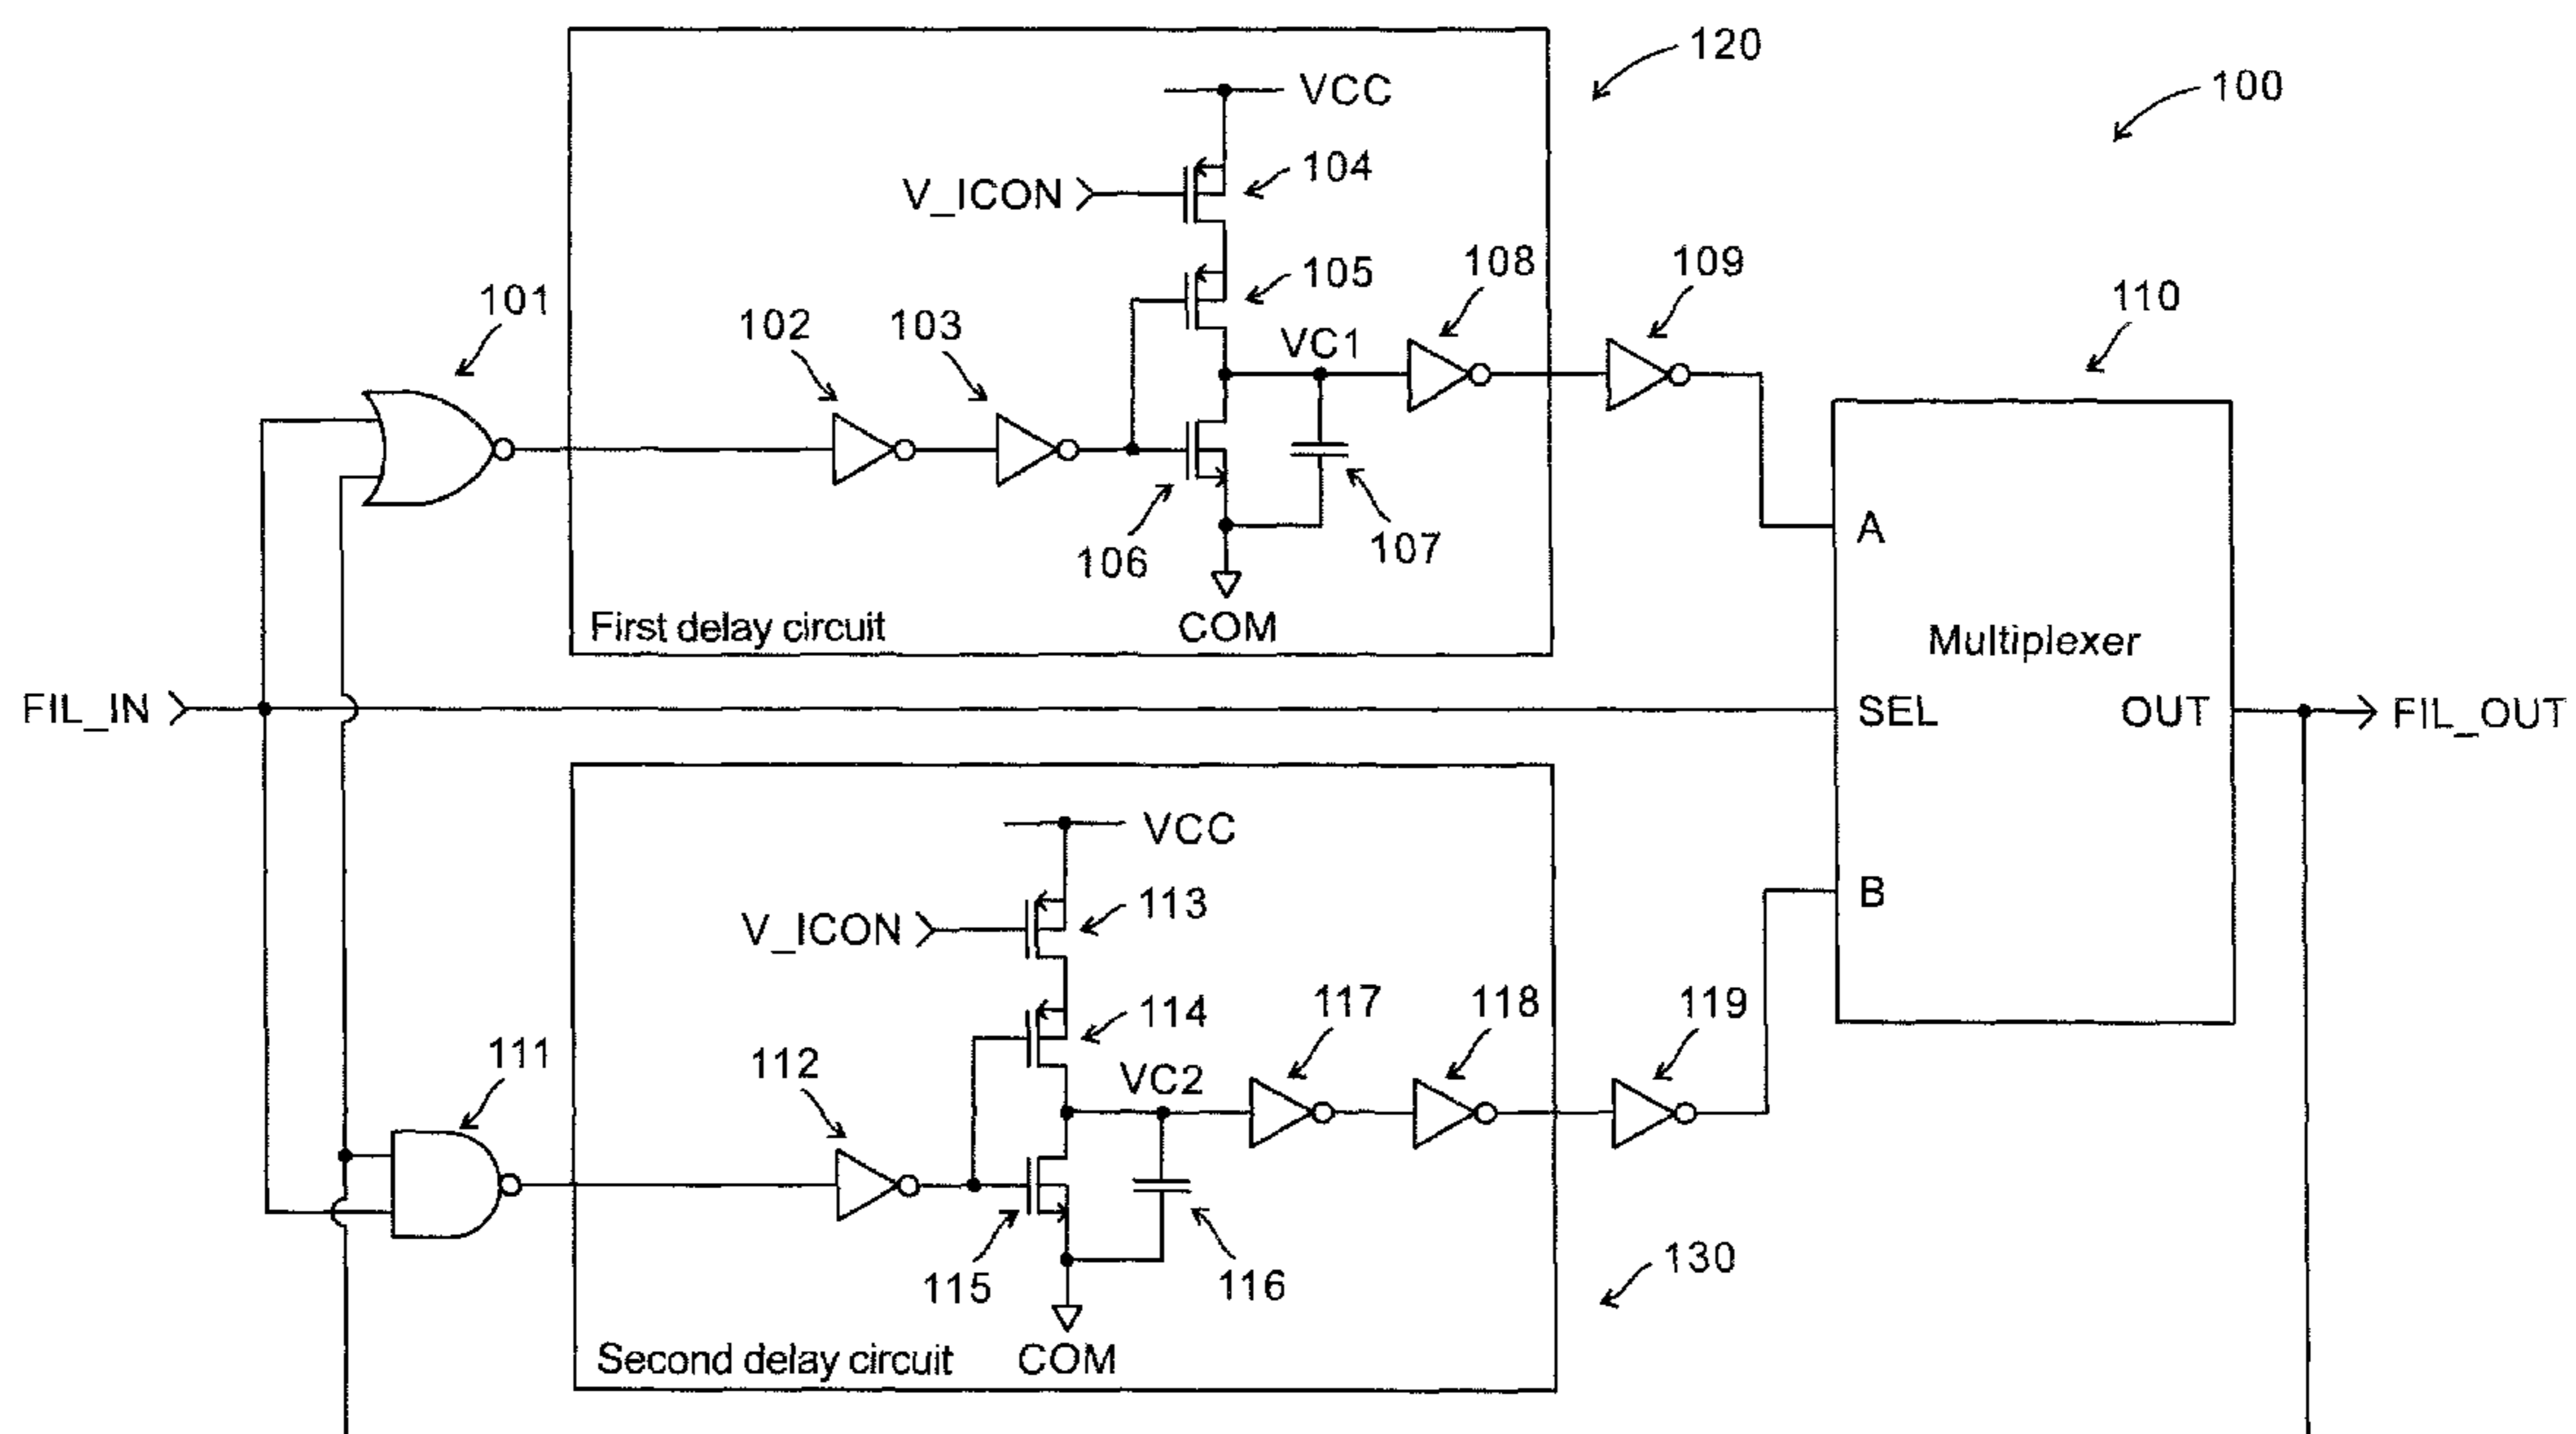 120
VCC
100
V_ICON
104
105
101
102
103
108
109
110
VC1
106
107
A
First delay circuit
COM
Multiplexer
FIL_IN
SEL
OUT
FIL_OUT
VCC
V_ICON
113
B
114
117
118
119
111
112
VC2
115
116
130
Second delay circuit
COM